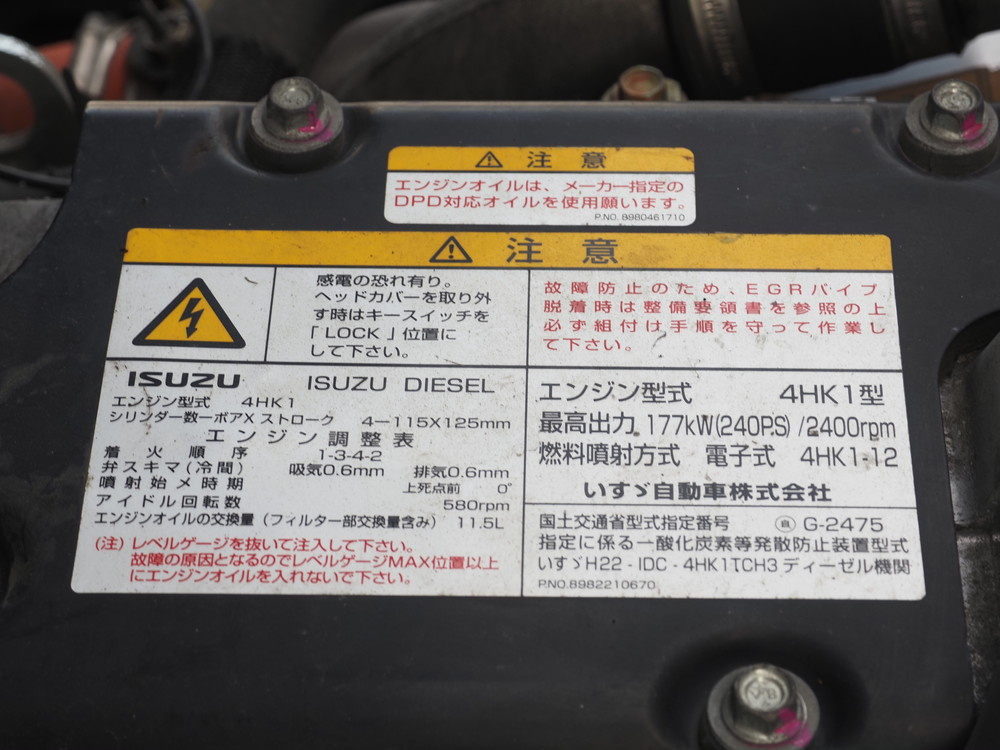 注意
エンジンオイルは、メーカー指定の
DPD対応オイルを使用願います。
P.NO. 8980461710
注意
感電の恐れ有り。
ヘッドカバーを取り外
す時はキースイッチを
「LOCK」位置に
して下さい。
故障防止のため、EGRパイプ
脱着時は整備要領書を参照の上
必ず組付け手順を守って作業し
て下さい。
ISUZU ISUZU DIESEL
エンジン型式 4HK1
シリンダー数ーボアX ストローク 4－115X125mm
エンジン調整表
着火順序 1-3-4-2
弁スキマ(冷間) 吸気0.6mm 排気0.6mm
噴射始メ時期 上死点前 0°
アイドル回転数 580rpm
エンジンオイルの交換量（フィルター部交換量含み） 11.5L
(注) レベルゲージを抜いて注入して下さい。
故障の原因となるのでレベルゲージMAX位置以上
にエンジンオイルを入れないで下さい。
エンジン型式 4HK1型
最高出力 177kW(240P.S) /2400rpm
燃料噴射方式 電子式 4HK1-12
いすゞ自動車株式会社
国土交通省型式指定番号 G-2475
指定に係る一酸化炭素等発散防止装置型式
いすゞH22 - IDC - 4HK1TCH3 ディーゼル機関
P.NO.8982210670